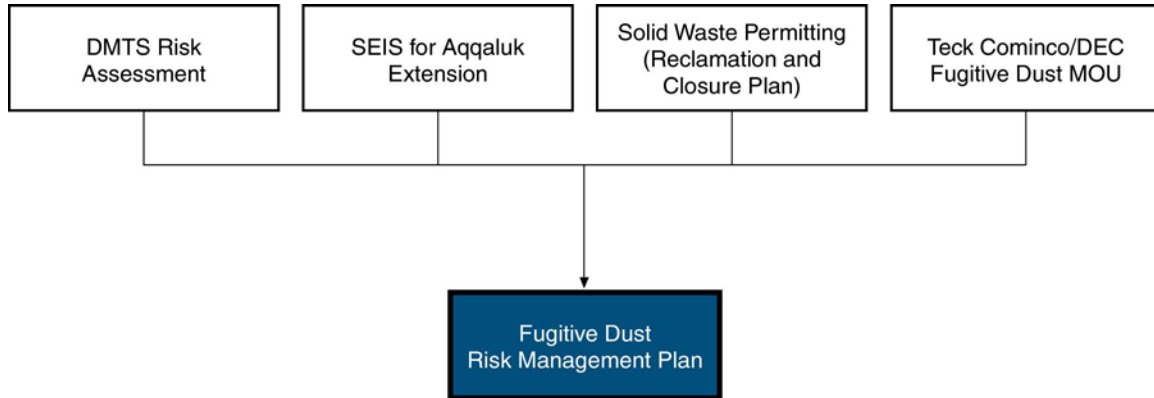 DMTS Risk
Assessment
SEIS for Aqqaluk
Extension
Solid Waste Permitting
(Reclamation and
Closure Plan)
Teck Cominco/DEC
Fugitive Dust MOU
Fugitive Dust
Risk Management Plan